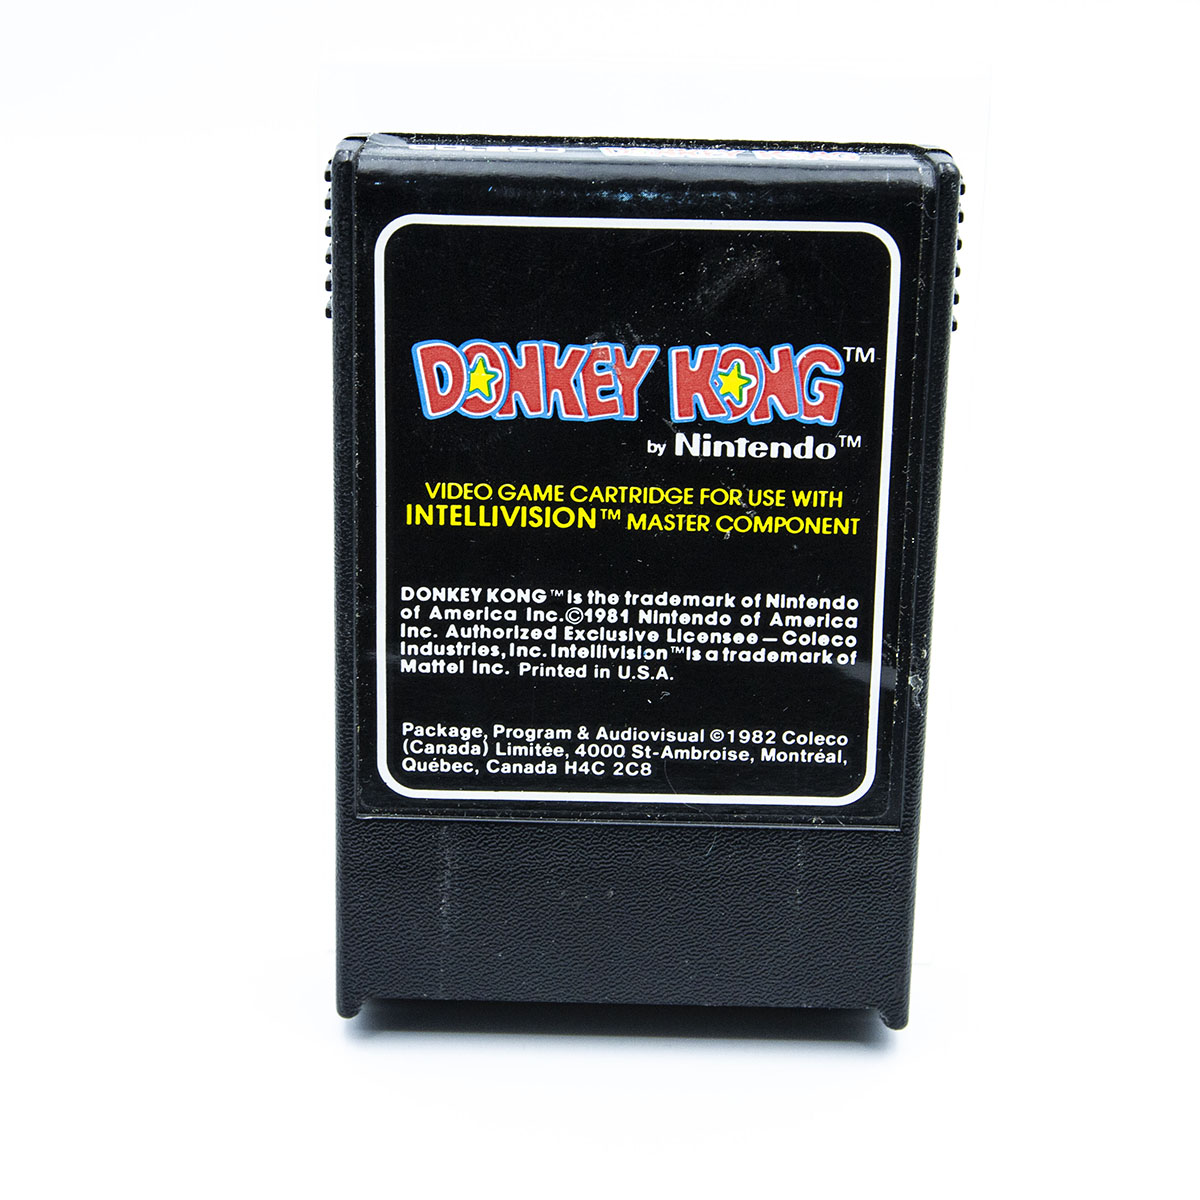 DONKEY KONG™
by Nintendo™
VIDEO GAME CARTRIDGE FOR USE WITH
INTELLIVISION™ MASTER COMPONENT
DONKEY KONG™ is the trademark of Nintendo
of America Inc. ©1981 Nintendo of America
Inc. Authorized Exclusive Licensee — Coleco
Industries, Inc. Intellivision™ is a trademark of
Mattel Inc. Printed in U.S.A.
Package, Program & Audiovisual ©1982 Coleco
(Canada) Limitée, 4000 St-Ambroise, Montréal,
Québec, Canada H4C 2C8